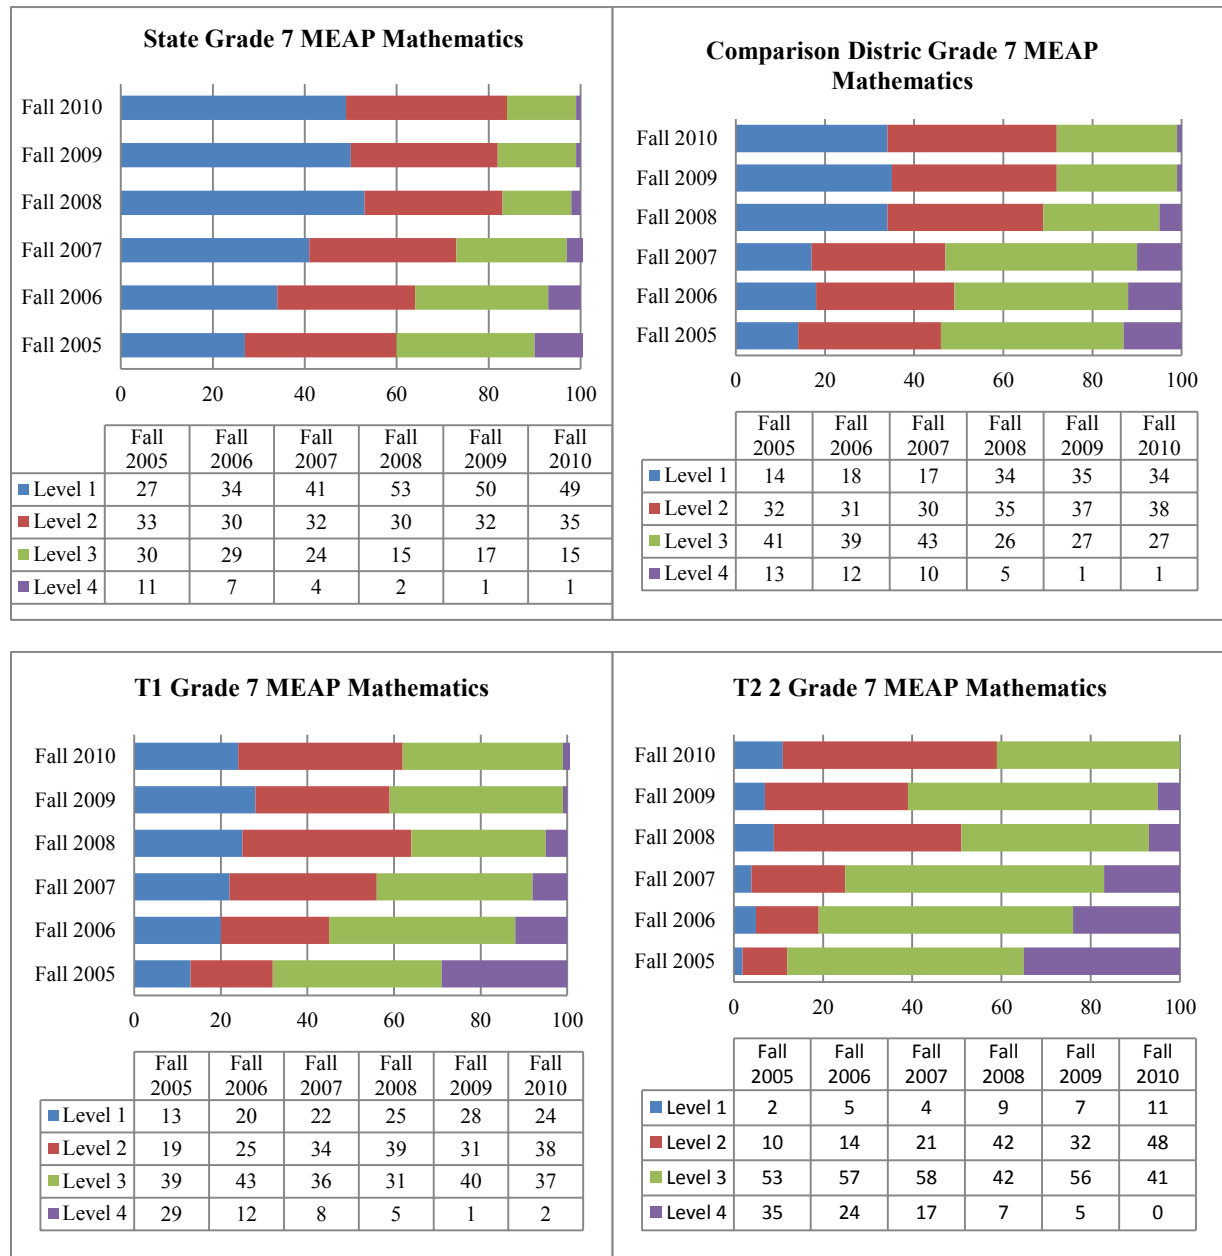 State Grade 7 MEAP Mathematics
Fall 2010
Fall 2009
Fall 2008
Fall 2007
Fall 2006
Fall 2005
0 20 40 60 80 100
Fall 2005 Fall 2006 Fall 2007 Fall 2008 Fall 2009 Fall 2010
Level 1 27 34 41 53 50 49
Level 2 33 30 32 30 32 35
Level 3 30 29 24 15 17 15
Level 4 11 7 4 2 1 1
Comparison Distric Grade 7 MEAP
Mathematics
Fall 2010
Fall 2009
Fall 2008
Fall 2007
Fall 2006
Fall 2005
0 20 40 60 80 100
Fall 2005 Fall 2006 Fall 2007 Fall 2008 Fall 2009 Fall 2010
Level 1 14 18 17 34 35 34
Level 2 32 31 30 35 37 38
Level 3 41 39 43 26 27 27
Level 4 13 12 10 5 1 1
T1 Grade 7 MEAP Mathematics
Fall 2010
Fall 2009
Fall 2008
Fall 2007
Fall 2006
Fall 2005
0 20 40 60 80 100
Fall 2005 Fall 2006 Fall 2007 Fall 2008 Fall 2009 Fall 2010
Level 1 13 20 22 25 28 24
Level 2 19 25 34 39 31 38
Level 3 39 43 36 31 40 37
Level 4 29 12 8 5 1 2
T2 2 Grade 7 MEAP Mathematics
Fall 2010
Fall 2009
Fall 2008
Fall 2007
Fall 2006
Fall 2005
0 20 40 60 80 100
Fall 2005 Fall 2006 Fall 2007 Fall 2008 Fall 2009 Fall 2010
Level 1 2 5 4 9 7 11
Level 2 10 14 21 42 32 48
Level 3 53 57 58 42 56 41
Level 4 35 24 17 7 5 0